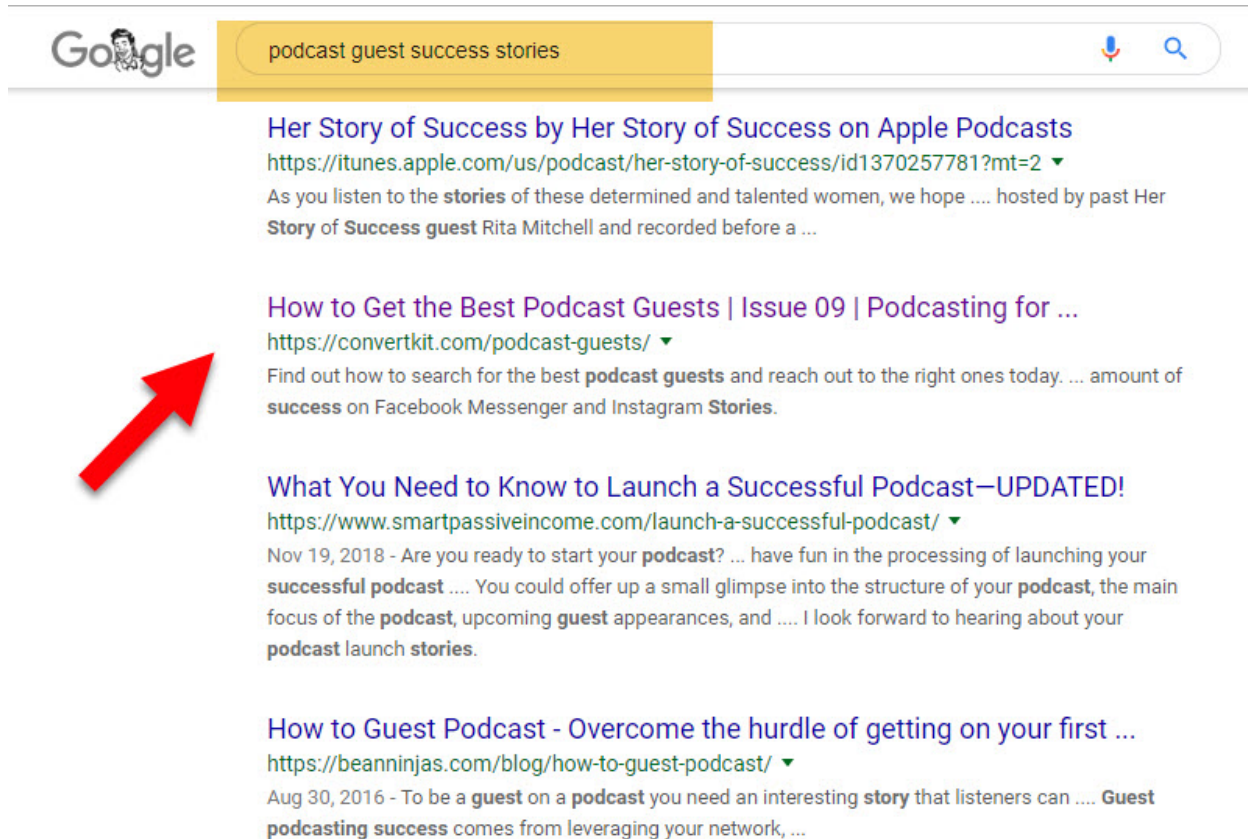 Google
podcast guest success stories
Her Story of Success by Her Story of Success on Apple Podcasts
https://itunes.apple.com/us/podcast/her-story-of-success/id1370257781?mt=2
As you listen to the stories of these determined and talented women, we hope .... hosted by past Her
Story of Success guest Rita Mitchell and recorded before a ...
How to Get the Best Podcast Guests | Issue 09 | Podcasting for ...
https://convertkit.com/podcast-guests/
Find out how to search for the best podcast guests and reach out to the right ones today. ... amount of
success on Facebook Messenger and Instagram Stories.
What You Need to Know to Launch a Successful Podcast—UPDATED!
https://www.smartpassiveincome.com/launch-a-successful-podcast/
Nov 19, 2018 - Are you ready to start your podcast? ... have fun in the processing of launching your
successful podcast .... You could offer up a small glimpse into the structure of your podcast, the main
focus of the podcast, upcoming guest appearances, and .... I look forward to hearing about your
podcast launch stories.
How to Guest Podcast - Overcome the hurdle of getting on your first ...
https://beanninjas.com/blog/how-to-guest-podcast/
Aug 30, 2016 - To be a guest on a podcast you need an interesting story that listeners can .... Guest
podcasting success comes from leveraging your network, ...